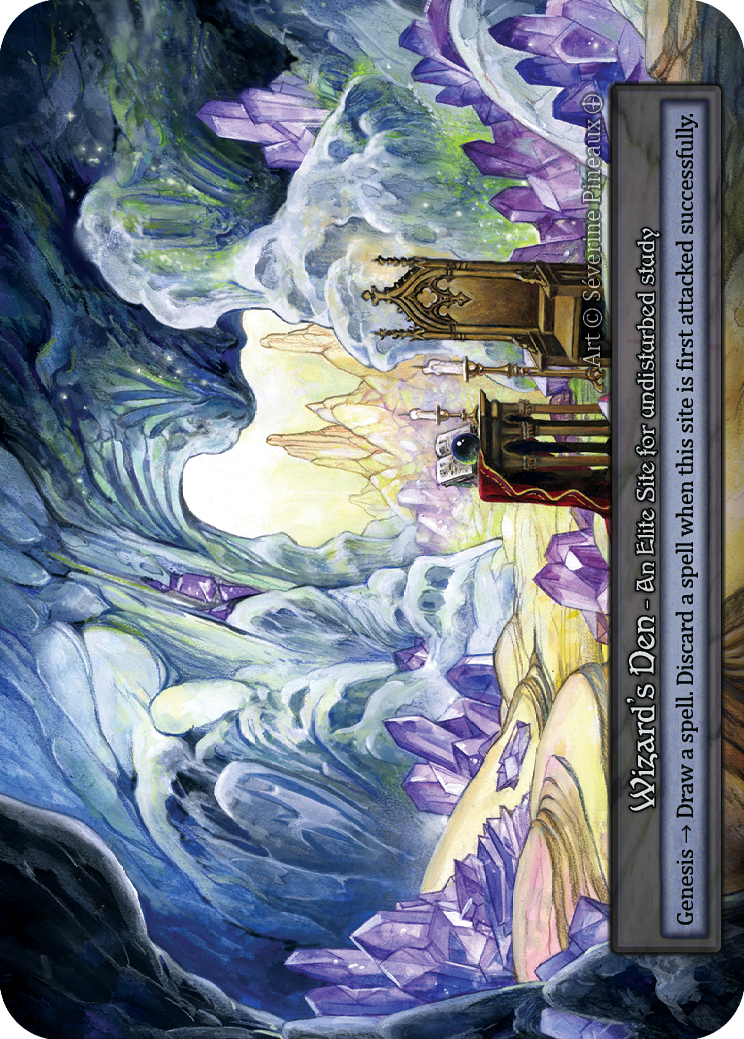 Art © Séverine Pineaux
Wizard's Den - An Elite Site for undisturbed study
Genesis → Draw a spell. Discard a spell when this site is first attacked successfully.